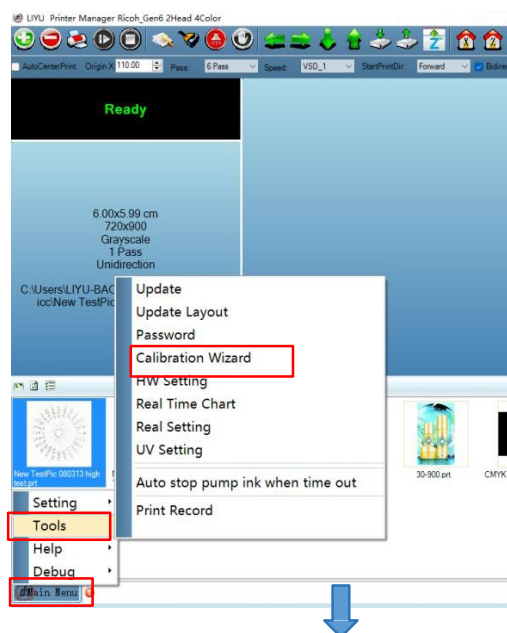 LIYU Printer Manager Ricoh_Gen6 2Head 4Color
AutoCenterPrint Origin X 110.00 Pass: 6 Pass Speed: VSD_1 StartPrintDir: Forward Bidirec
Ready
6.00x5.99 cm
720x900
Grayscale
1 Pass
Unidirection
C:\Users\LIYU-BAC
icc\New TestPic
Update
Update Layout
Password
Calibration Wizard
HW Setting
Real Time Chart
Real Setting
UV Setting
Auto stop pump ink when time out
Print Record
New TestPic 080313 high
test.prt
30-900.prt
CMYK
Setting
Tools
Help
Debug
Main Menu